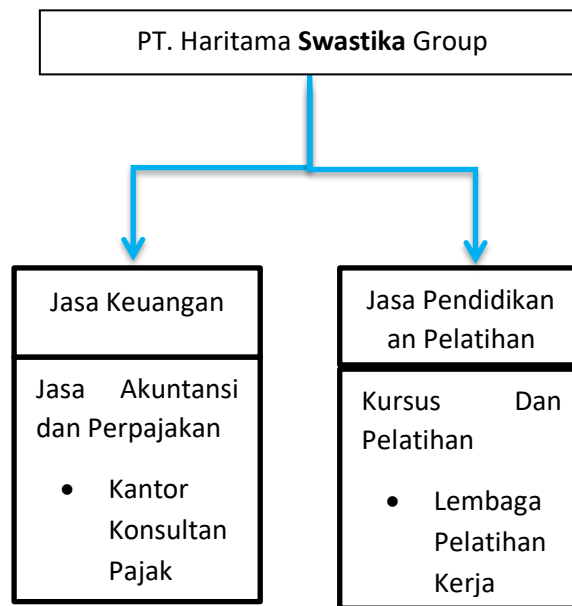 PT. Haritama Swastika Group
Jasa Keuangan
Jasa Akuntansi
dan Perpajakan
• Kantor
Konsultan
Pajak
Jasa Pendidikan
an Pelatihan
Kursus Dan
Pelatihan
• Lembaga
Pelatihan
Kerja